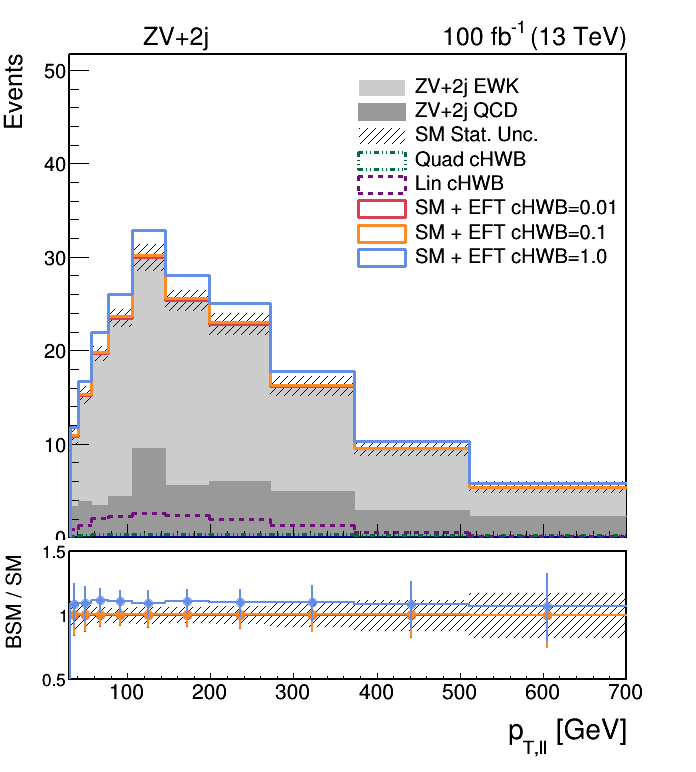 ZV+2j 100 fb⁻¹ (13 TeV)
Events
50
40
30
20
10
0
ZV+2j EWK
ZV+2j QCD
SM Stat. Unc.
Quad cHWB
Lin cHWB
SM + EFT cHWB=0.01
SM + EFT cHWB=0.1
SM + EFT cHWB=1.0
BSM / SM
1.5
1
0.5
100 200 300 400 500 600 700
p_{T,ll} [GeV]